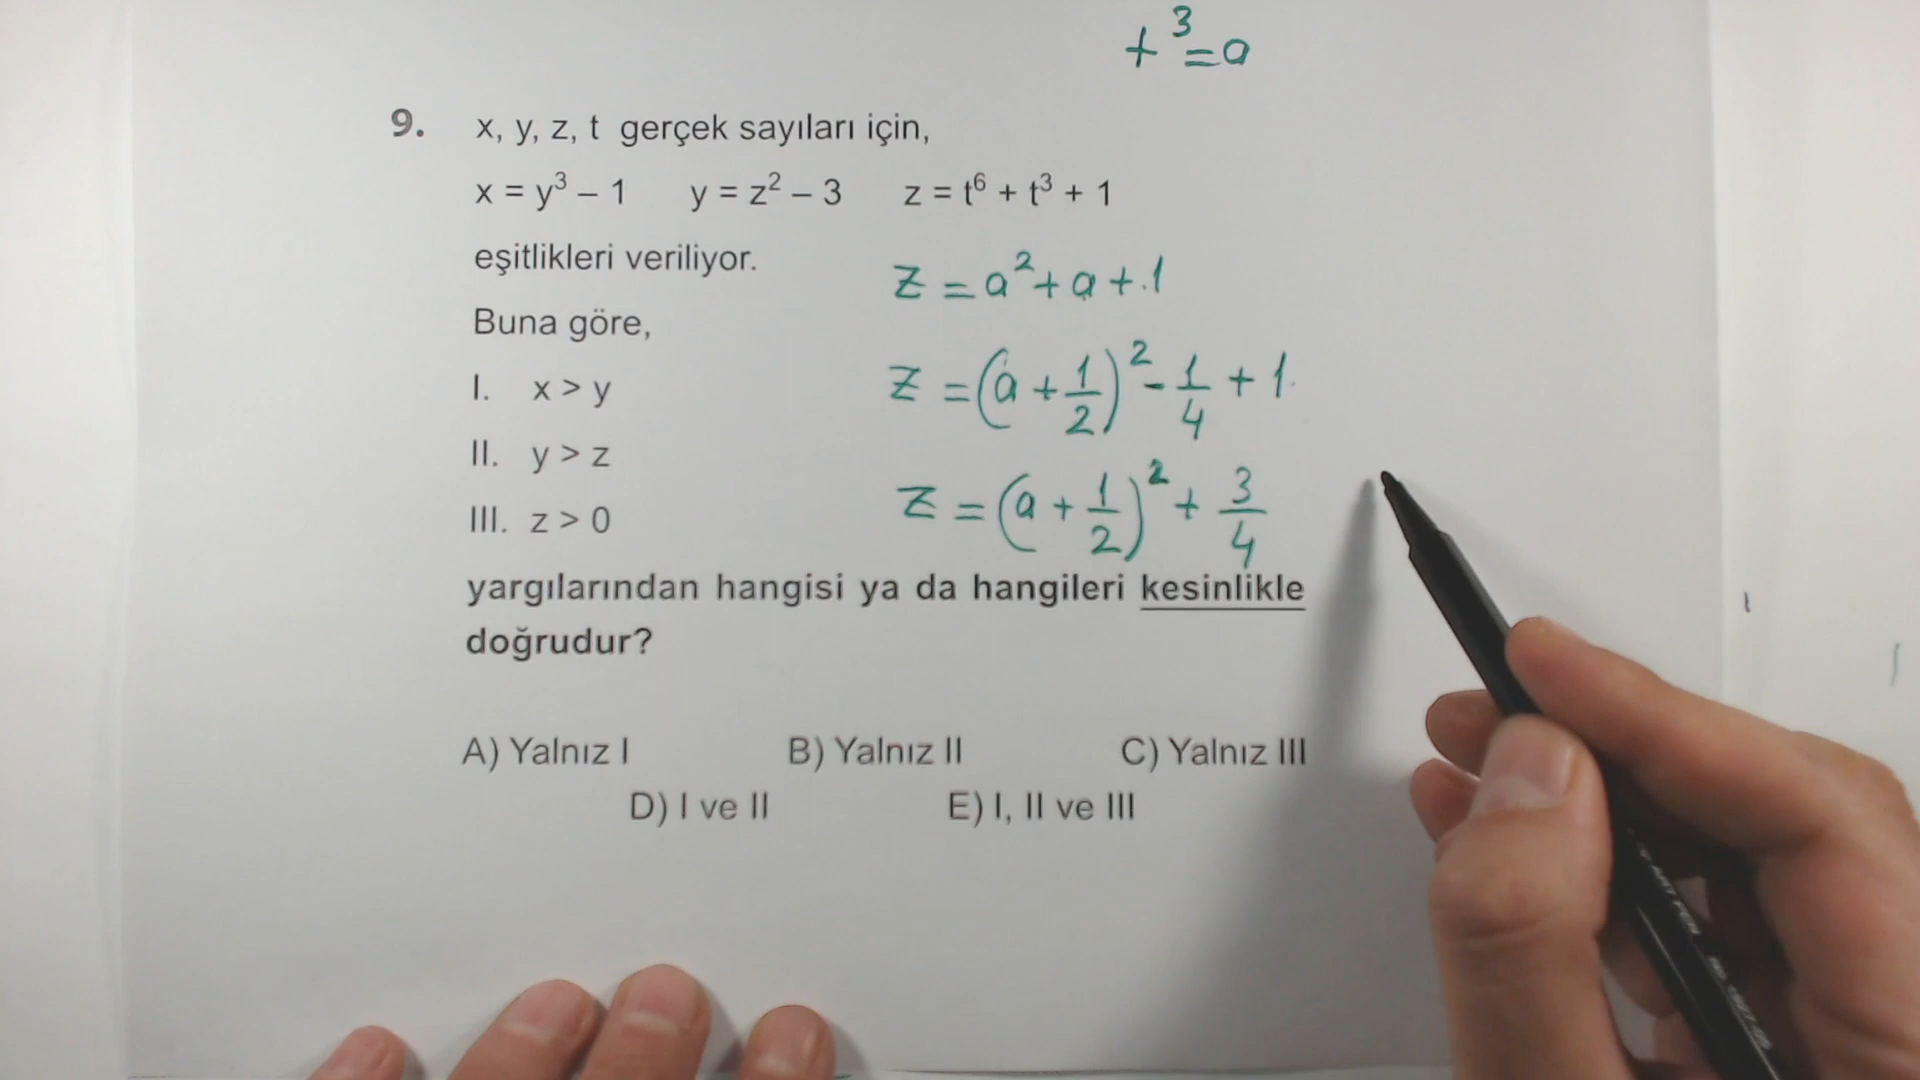 t³=a
9. x, y, z, t gerçek sayıları için,
x = y³ – 1 y = z² – 3 z = t⁶ + t³ + 1
eşitlikleri veriliyor.
z = a² + a + 1
Buna göre,
I. x > y
z = (a + 1/2)² - 1/4 + 1
II. y > z
III. z > 0
z = (a + 1/2)² + 3/4
yargılarından hangisi ya da hangileri kesinlikle
doğrudur?
A) Yalnız I B) Yalnız II C) Yalnız III
D) I ve II E) I, II ve III